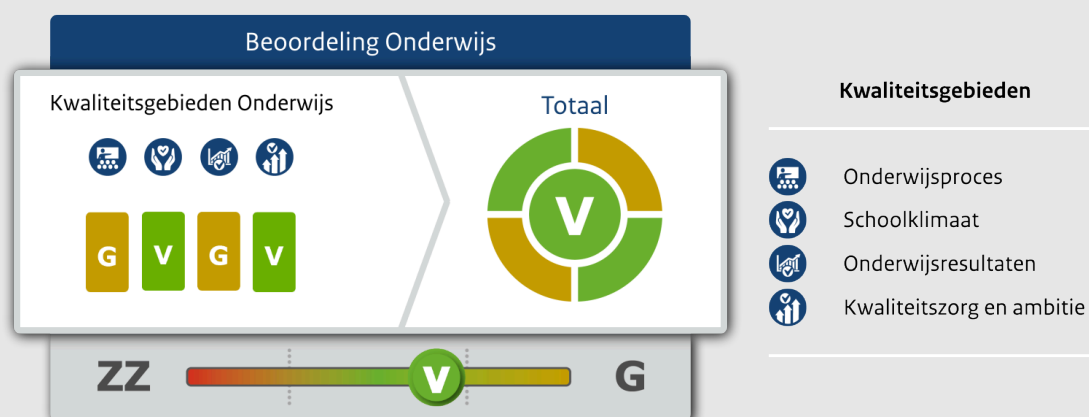 Beoordeling Onderwijs
Kwaliteitsgebieden Onderwijs
Totaal
G V G V
V
ZZ V G
Kwaliteitsgebieden
Onderwijsproces
Schoolklimaat
Onderwijsresultaten
Kwaliteitszorg en ambitie